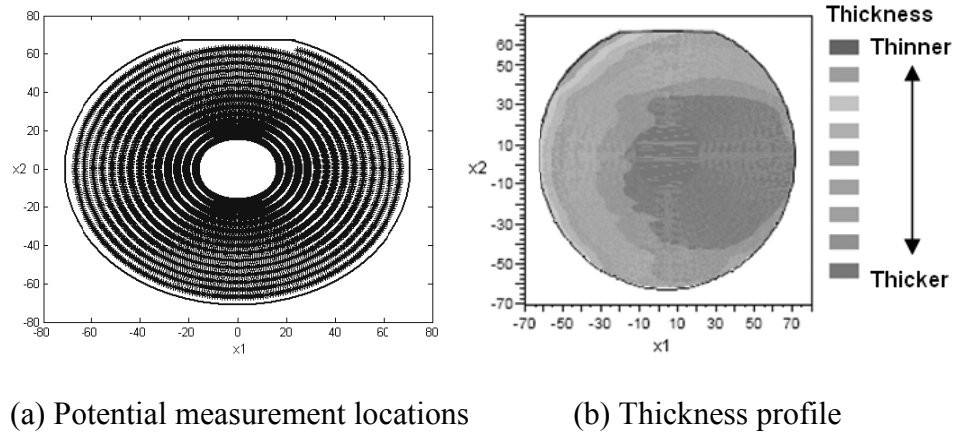 80
60
40
20
x2 0
-20
-40
-60
-80
-80 -60 -40 -20 0 20 40 60 80
x1
70
50
30
x2 10
-10
-30
-50
-70
-70 -50 -30 -10 10 30 50 70
x1
Thickness
Thinner
Thicker
(a) Potential measurement locations
(b) Thickness profile